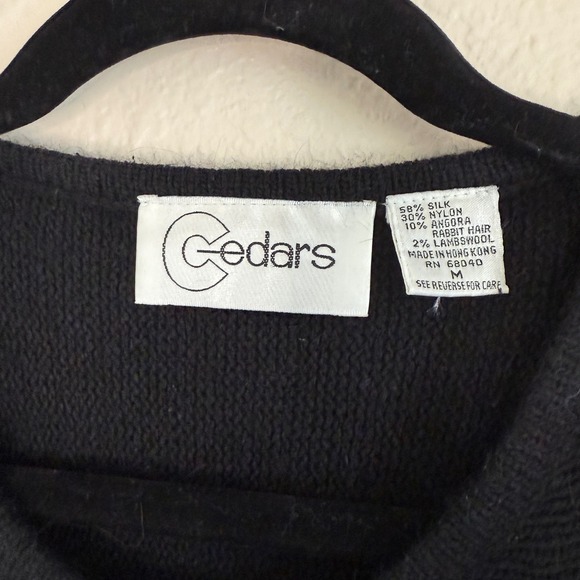 Cedars
58% SILK
30% NYLON
10% ANGORA
RABBIT HAIR
2% LAMBSWOOL
MADE IN HONG KONG
RN 68040
M
SEE REVERSE FOR CARE